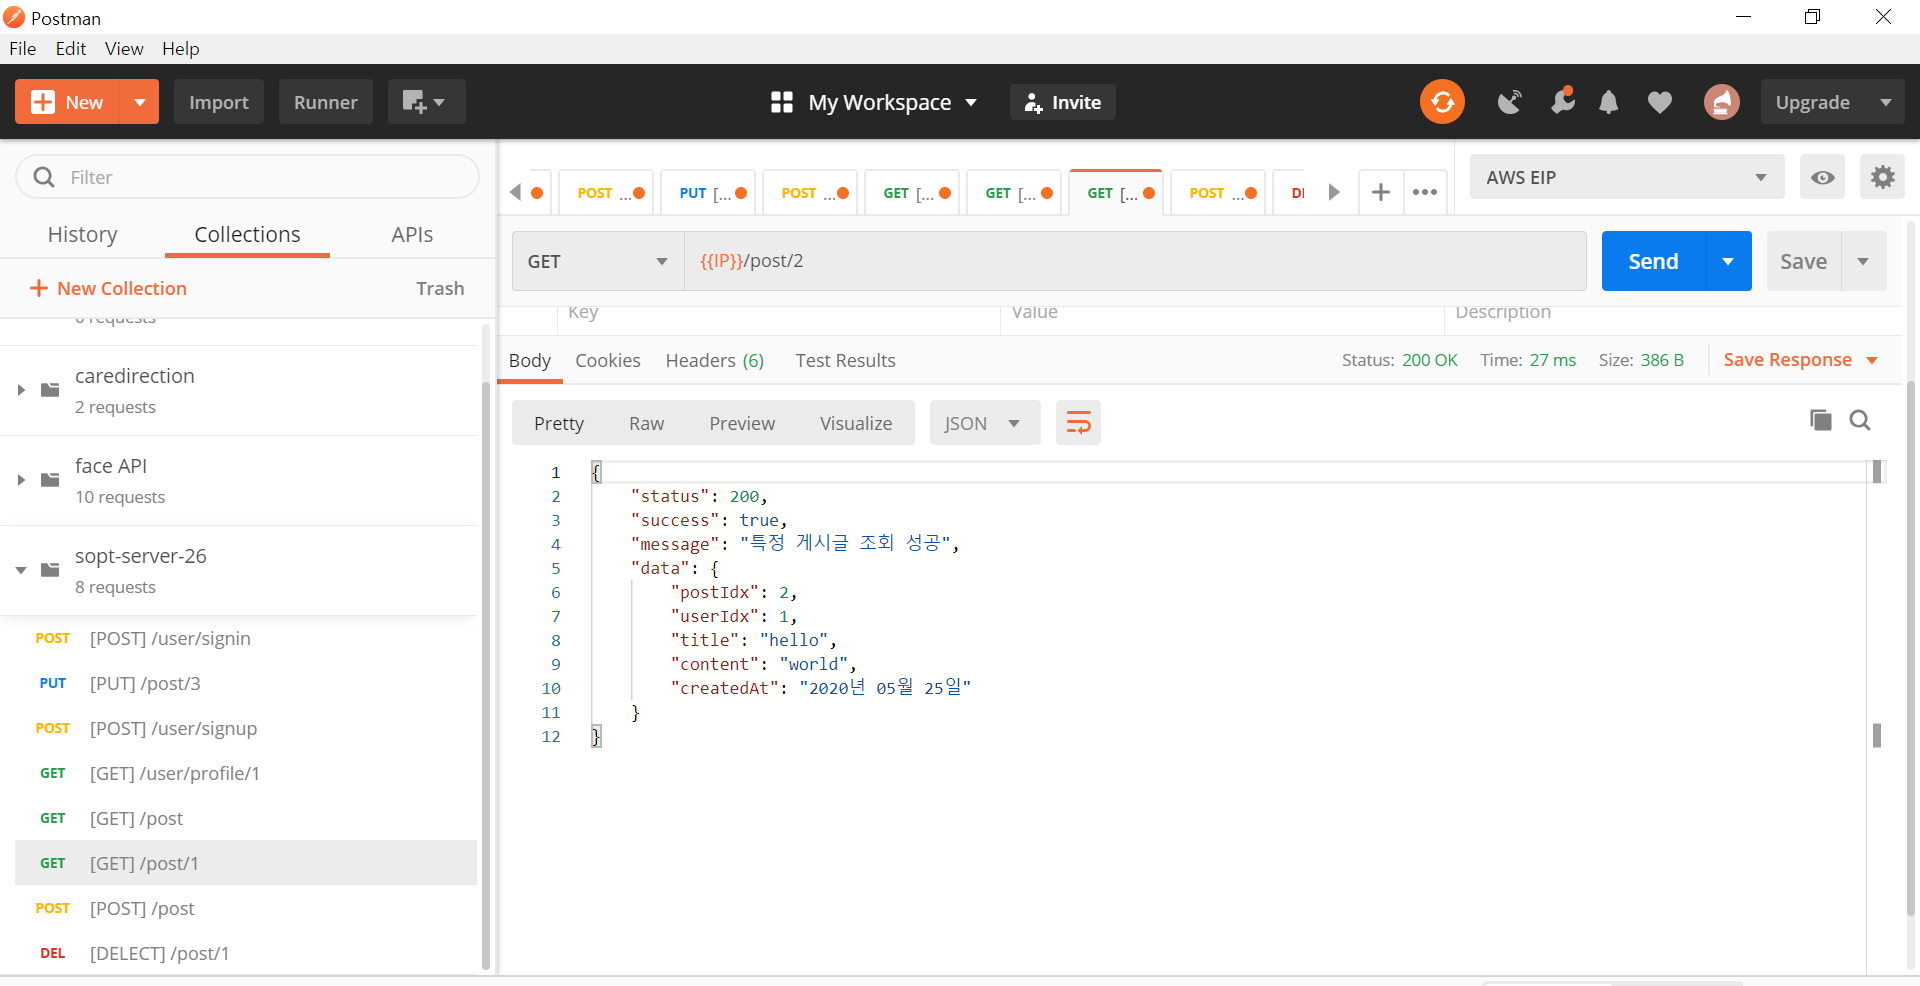 Postman
File Edit View Help
New Import Runner My Workspace Invite Upgrade
Filter
History Collections APIs
New Collection Trash
caredirection
2 requests
face API
10 requests
sopt-server-26
8 requests
POST [POST] /user/signin
PUT [PUT] /post/3
POST [POST] /user/signup
GET [GET] /user/profile/1
GET [GET] /post
GET [GET] /post/1
POST [POST] /post
DEL [DELECT] /post/1
POST ... PUT [... POST ... GET [... GET [... GET [... POST ... •••
AWS EIP
GET {{IP}}/post/2 Send Save
Key Value Description
Body Cookies Headers (6) Test Results Status: 200 OK Time: 27 ms Size: 386 B Save Response
Pretty Raw Preview Visualize JSON
1 {
2 "status": 200,
3 "success": true,
4 "message": "특정 게시글 조회 성공",
5 "data": {
6 "postIdx": 2,
7 "userIdx": 1,
8 "title": "hello",
9 "content": "world",
10 "createdAt": "2020년 05월 25일"
11 }
12 }